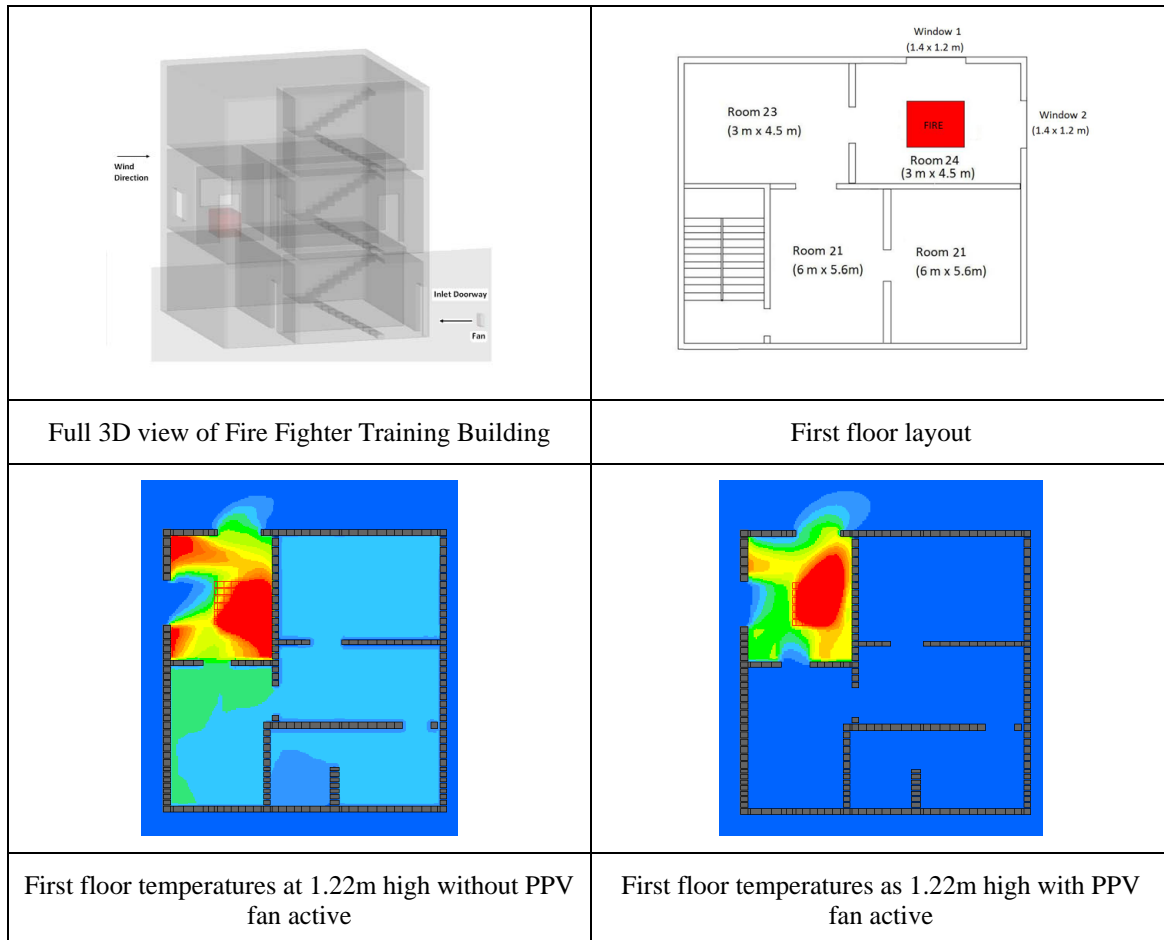 Wind
Direction
Inlet Doorway
Fan
Window 1
(1.4 x 1.2 m)
Room 23
(3 m x 4.5 m)
FIRE
Window 2
(1.4 x 1.2 m)
Room 24
(3 m x 4.5 m)
Room 21
(6 m x 5.6m)
Room 21
(6 m x 5.6m)
Full 3D view of Fire Fighter Training Building
First floor layout
First floor temperatures at 1.22m high without PPV
fan active
First floor temperatures as 1.22m high with PPV
fan active